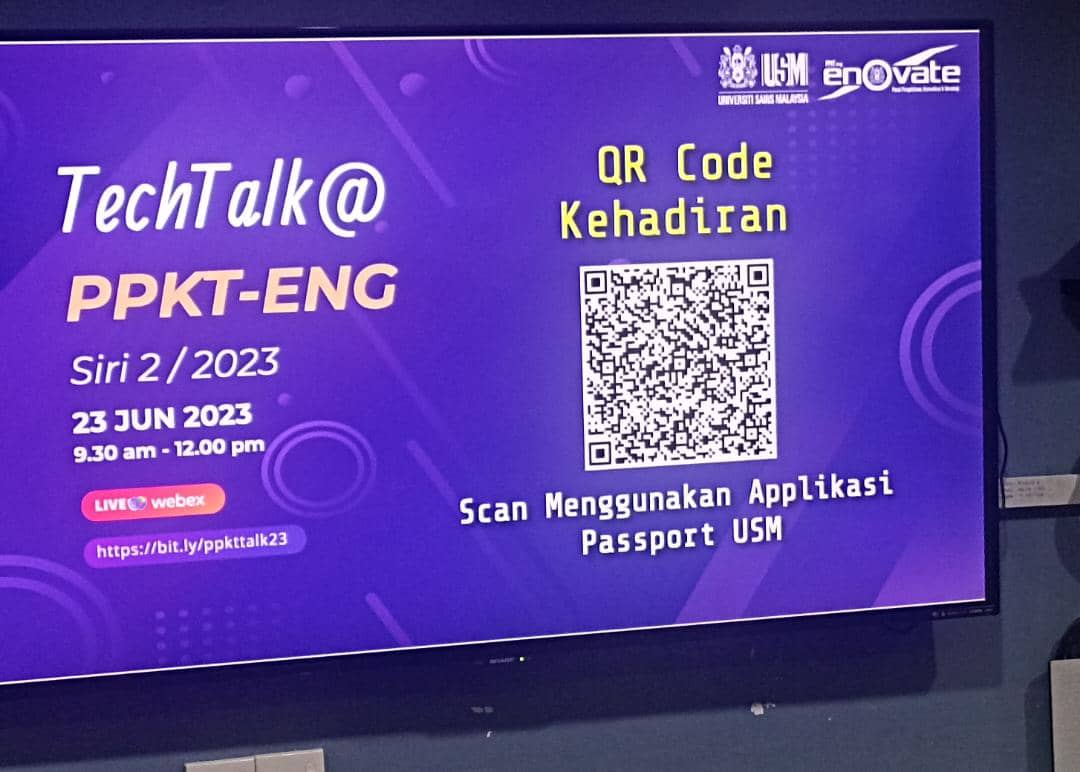 USM
UNIVERSITI SAINS MALAYSIA
enOvate
TechTalk@
PPKT-ENG
Siri 2 / 2023
23 JUN 2023
9.30 am - 12.00 pm
LIVE webex
https://bit.ly/ppkttalk23
QR Code
Kehadiran
Scan Menggunakan Applikasi
Passport USM
SHARP